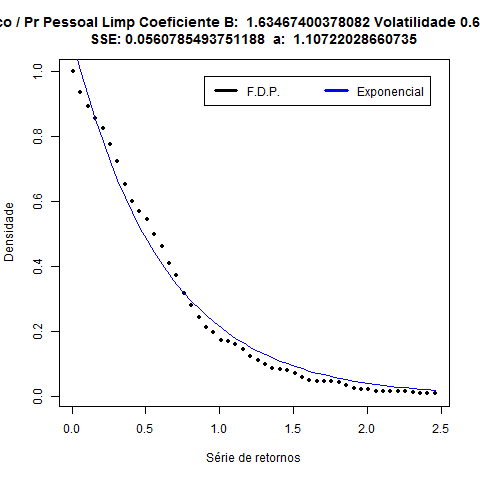 co / Pr Pessoal Limp Coeficiente B: 1.63467400378082 Volatilidade 0.6
SSE: 0.0560785493751188 a: 1.10722028660735
F.D.P. Exponencial
1.0
0.8
0.6
0.4
0.2
0.0
Densidade
0.0 0.5 1.0 1.5 2.0 2.5
Série de retornos